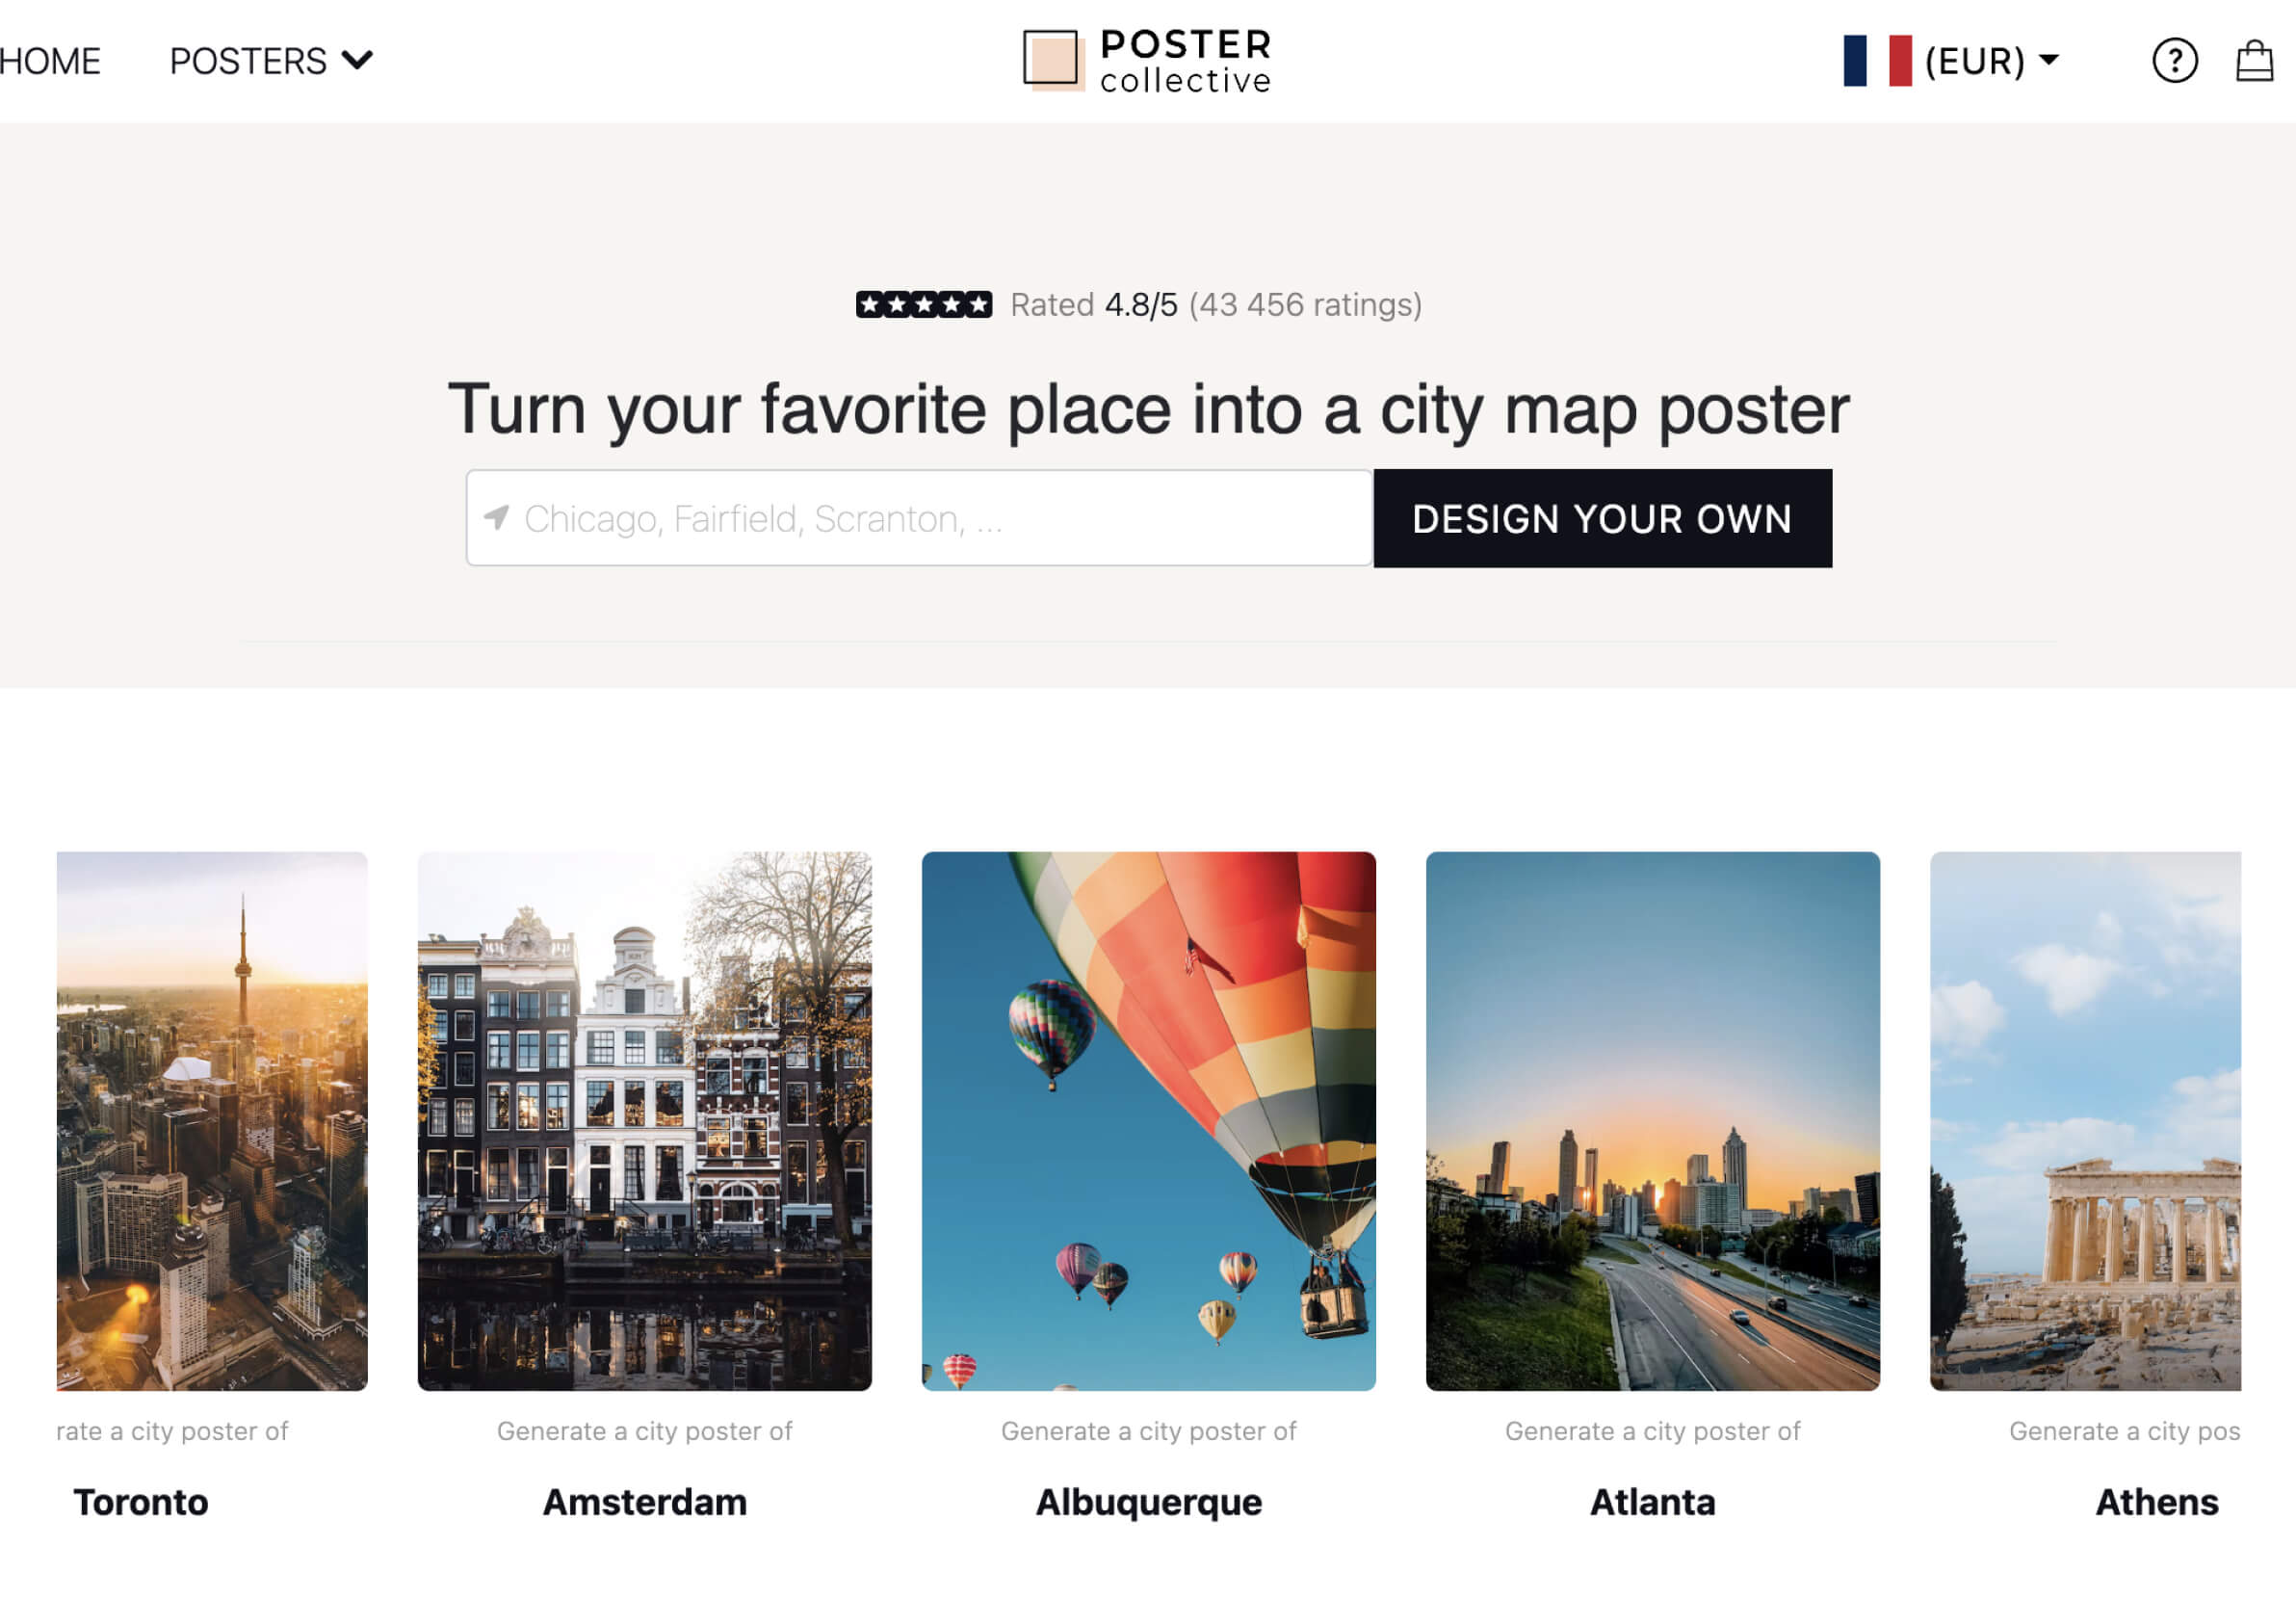 HOME
POSTERS
POSTER
collective
(EUR)
?
Rated 4.8/5 (43 456 ratings)
Turn your favorite place into a city map poster
Chicago, Fairfield, Scranton, ...
DESIGN YOUR OWN
rate a city poster of
Toronto
Generate a city poster of
Amsterdam
Generate a city poster of
Albuquerque
Generate a city poster of
Atlanta
Generate a city pos
Athens